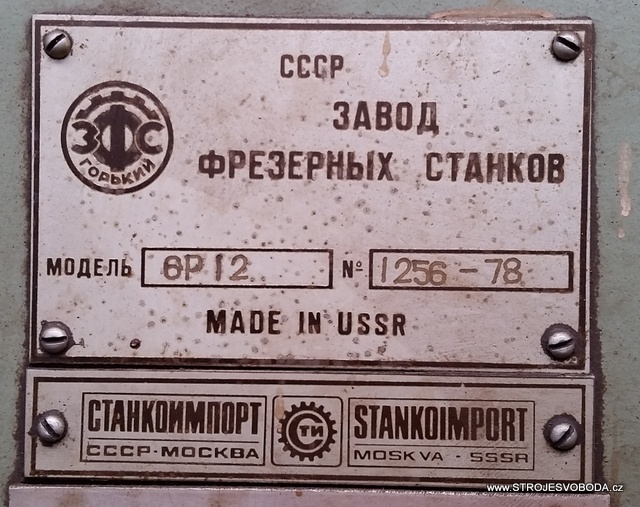 СССР
ЗФС
ГОРЬКИЙ
ЗАВОД
ФРЕЗЕРНЫХ СТАНКОВ
МОДЕЛЬ 6Р12 № 1256-78
MADE IN USSR
СТАНКОИМПОРТ
СССР-МОСКВА
СТИ
STANKOIMPORT
MOSKVA - SSSR
www.STROJESVOBODA.cz